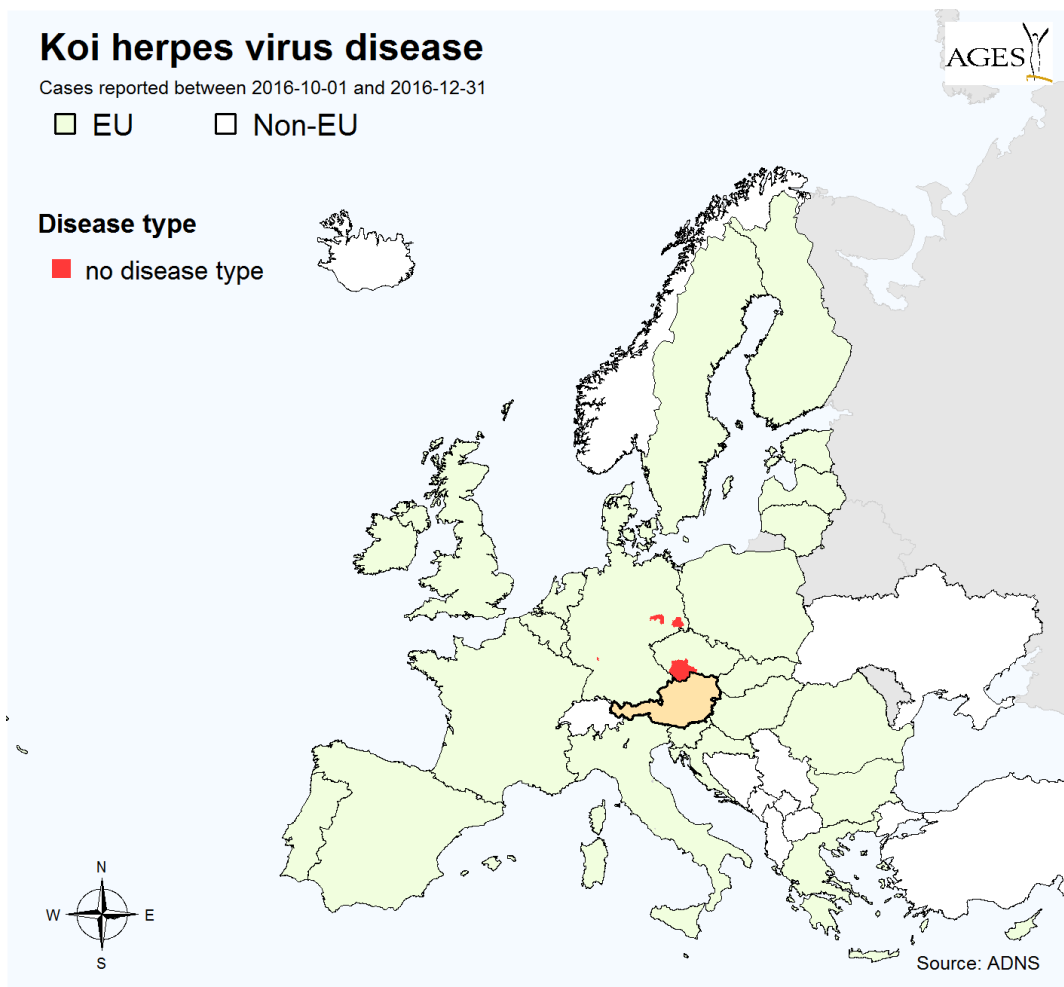 Koi herpes virus disease
Cases reported between 2016-10-01 and 2016-12-31
EU Non-EU
AGES
Disease type
no disease type
N
W E
S
Source: ADNS